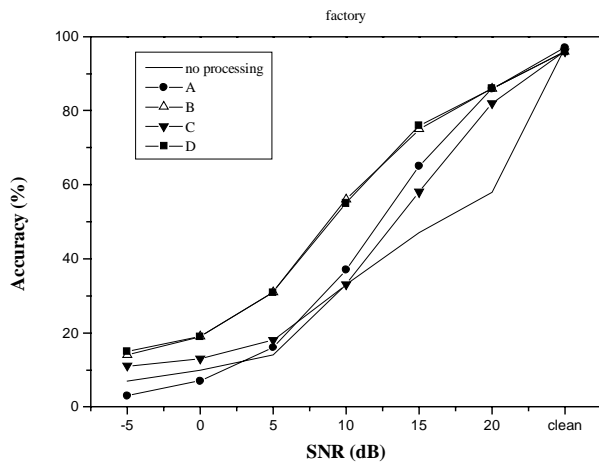 factory
100
80
60
40
20
0
no processing
A
B
C
D
Accuracy (%)
-5 0 5 10 15 20 clean
SNR (dB)